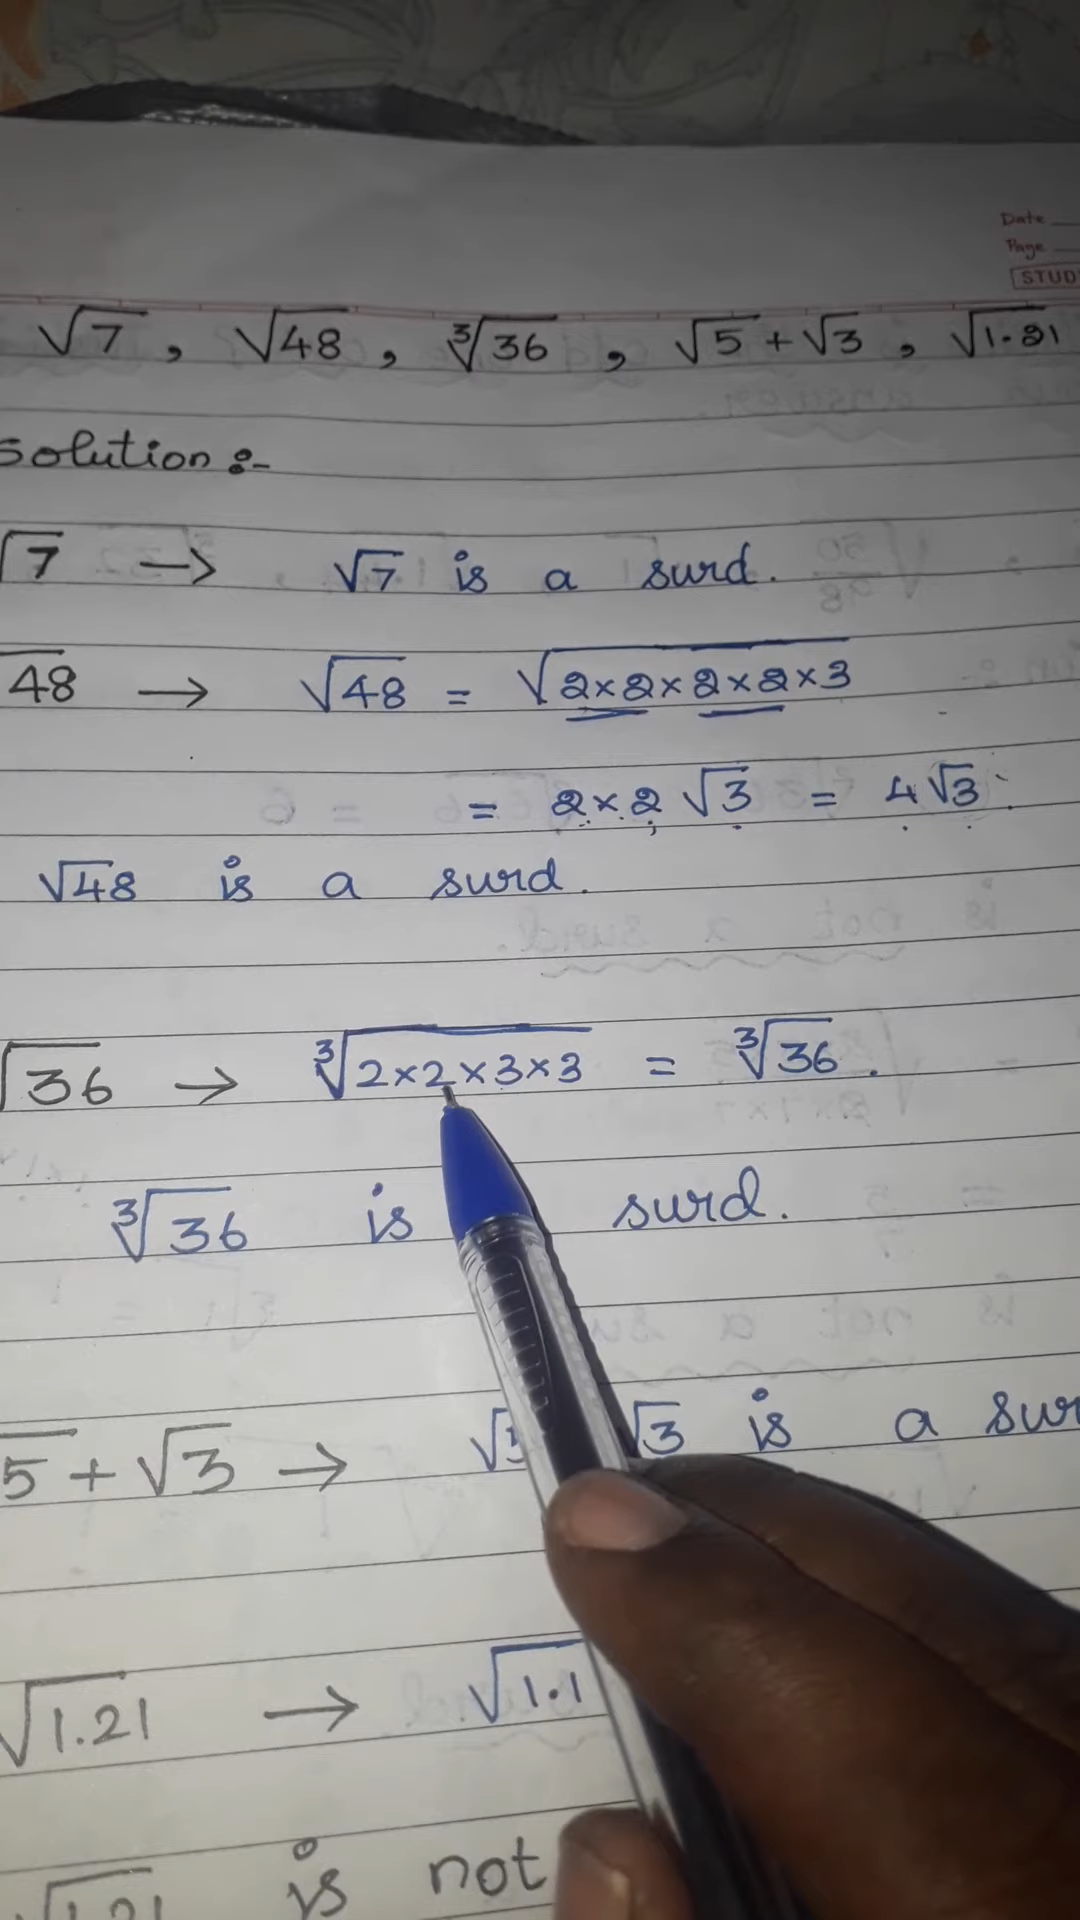 Date
Page
STUD
√7 , √48 , ∛36 , √5 + √3 , √1.21
Solution :-
√7 → √7 is a surd.
√48 → √48 = √2×2×2×2×3
= 2×2 √3 = 4√3
√48 is a surd.
√36 → ∛2×2×3×3 = ∛36 .
∛36 is surd.
√5 + √3 → √3 is a sur
√1.21 → √1.1
√1.21 is not